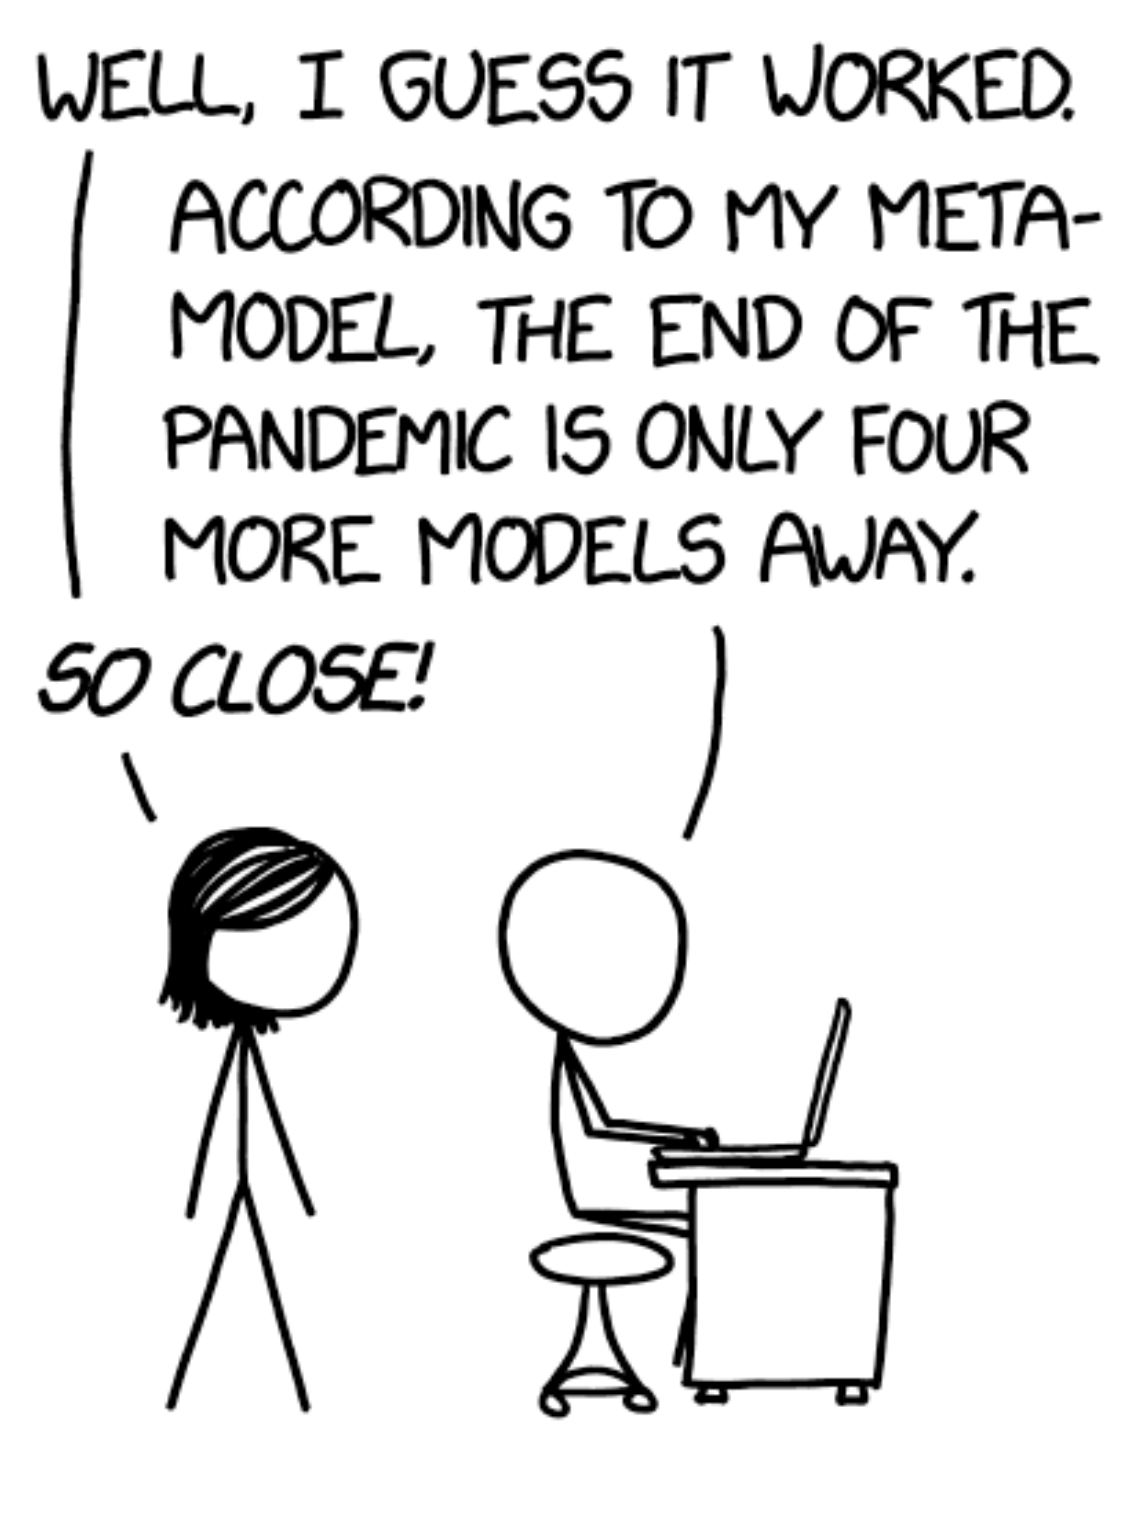 WELL, I GUESS IT WORKED.
ACCORDING TO MY META-
MODEL, THE END OF THE
PANDEMIC IS ONLY FOUR
MORE MODELS AWAY.
SO CLOSE!